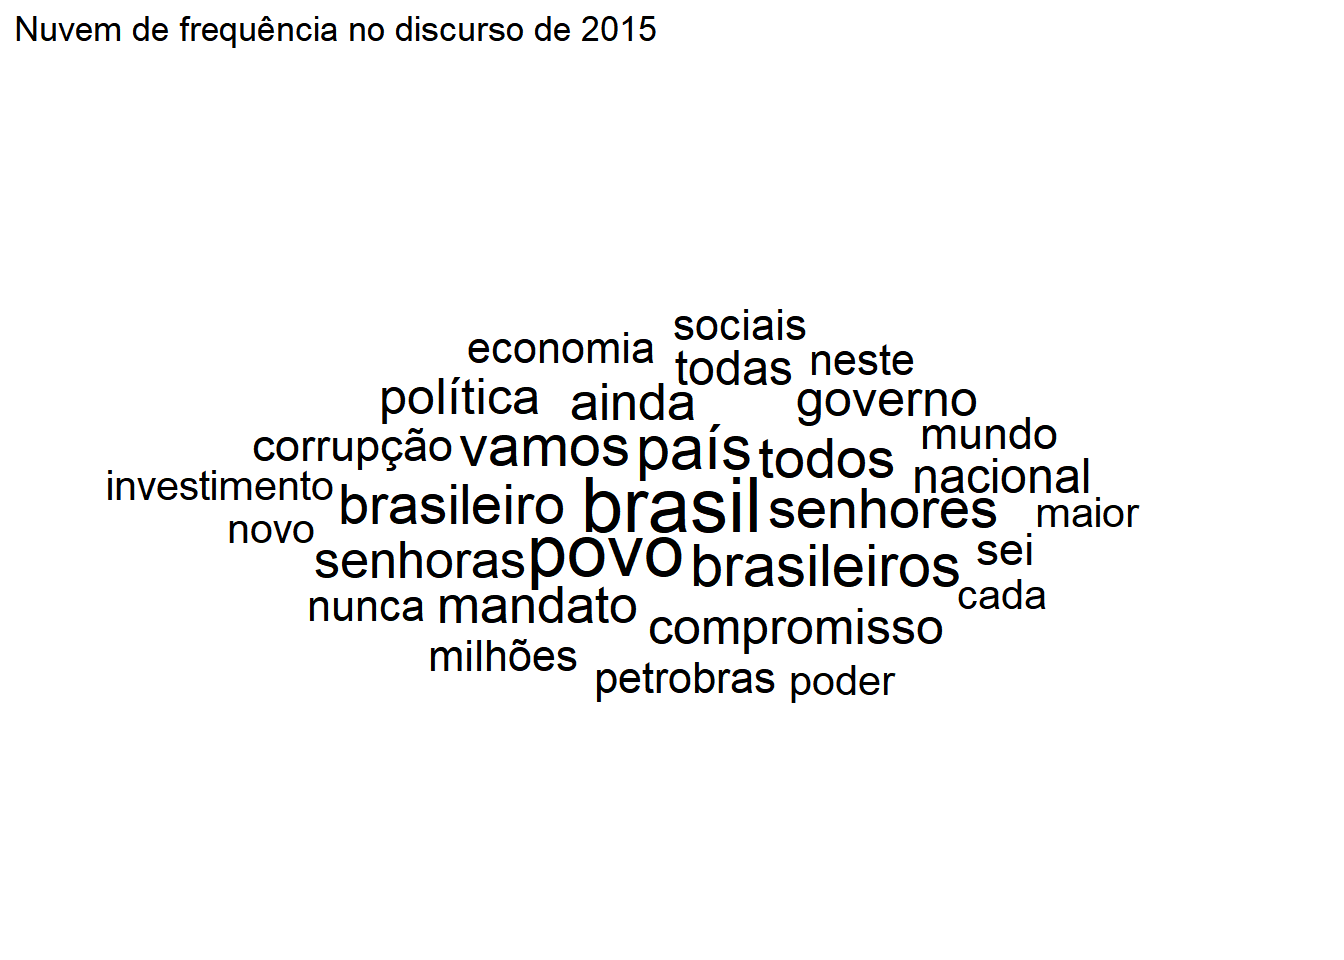 Nuvem de frequência no discurso de 2015
sociais
economia todas neste
política ainda governo
corrupção vamos país todos mundo
investimento brasileiro brasil senhores nacional
novo maior
senhoras povo brasileiros sei
nunca mandato compromisso cada
milhões petrobras poder